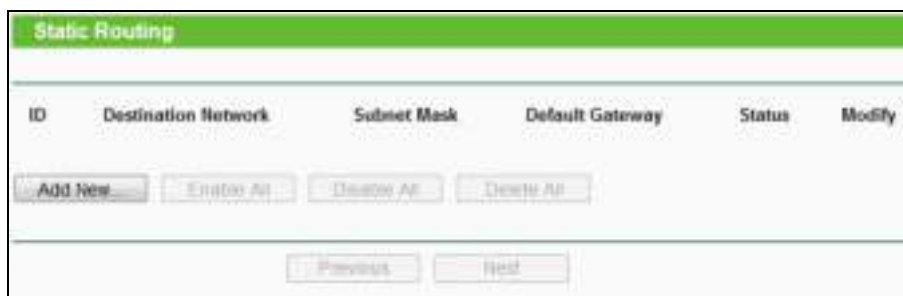 Static Routing
ID Destination Network Subnet Mask Default Gateway Status Modify
Add New... Enable All Disable All Delete All
Previous Next